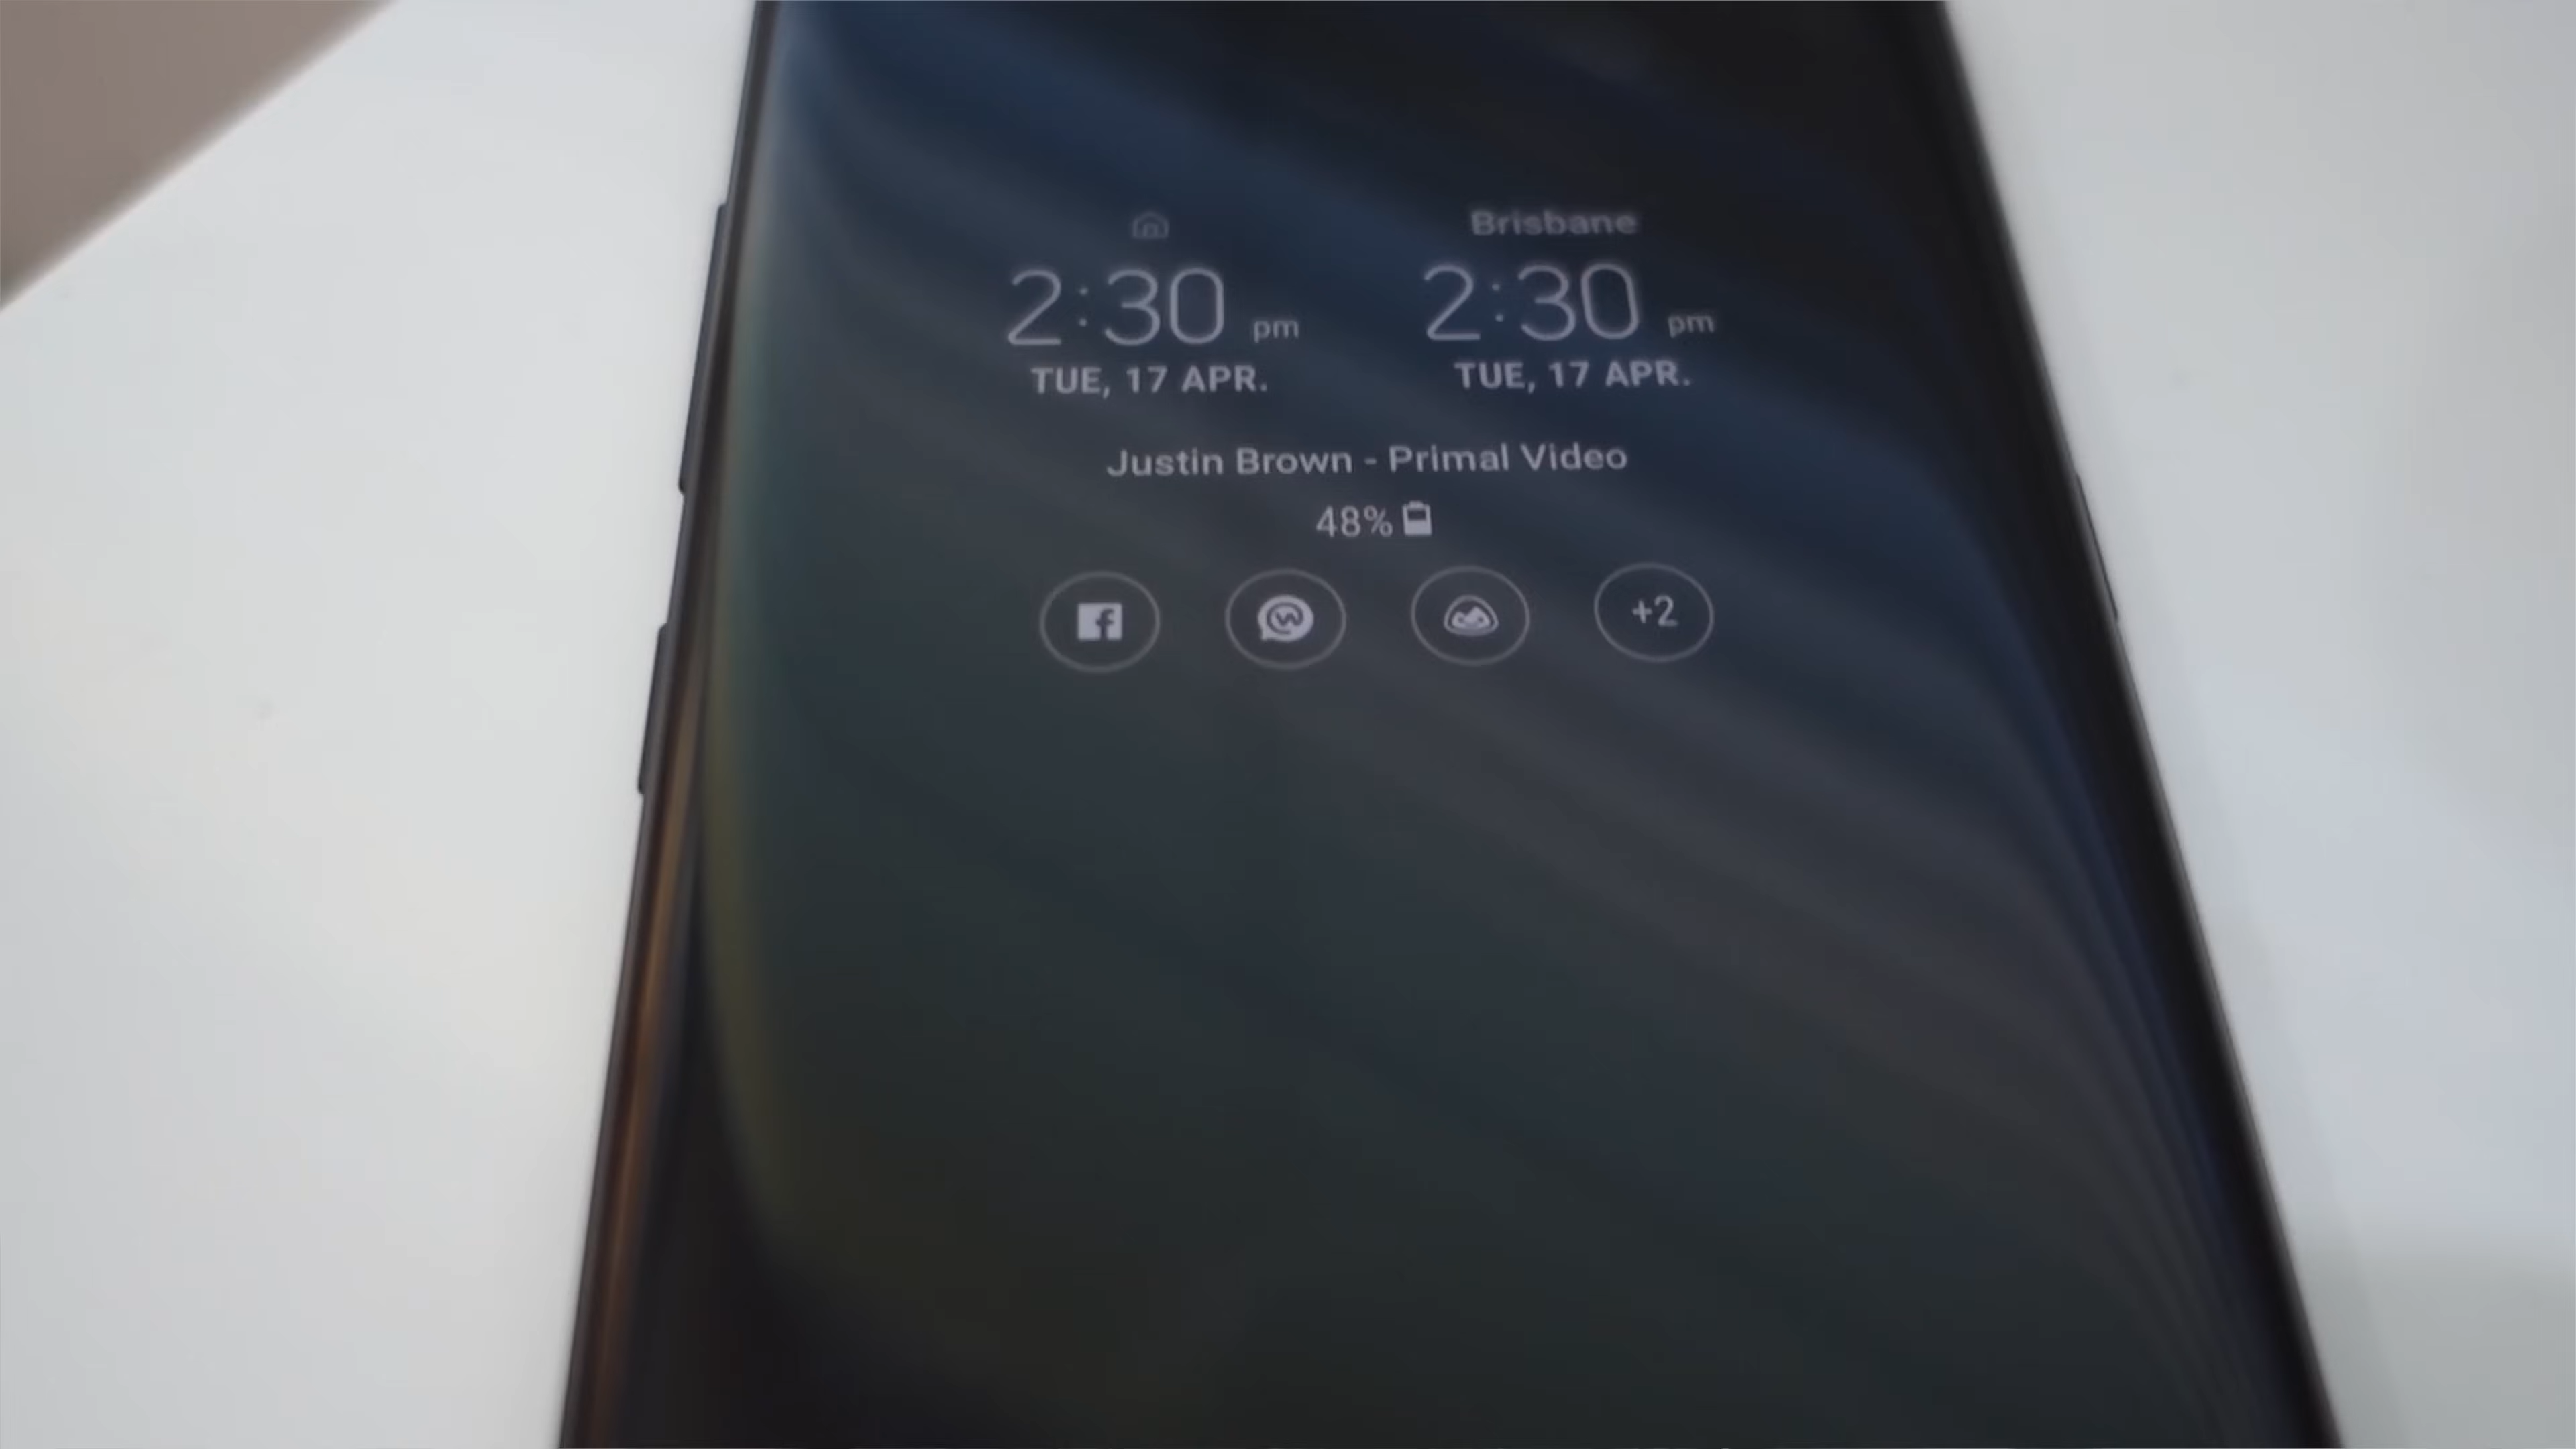 Brisbane
2:30 pm
2:30 pm
TUE, 17 APR.
TUE, 17 APR.
Justin Brown - Primal Video
48%
+2